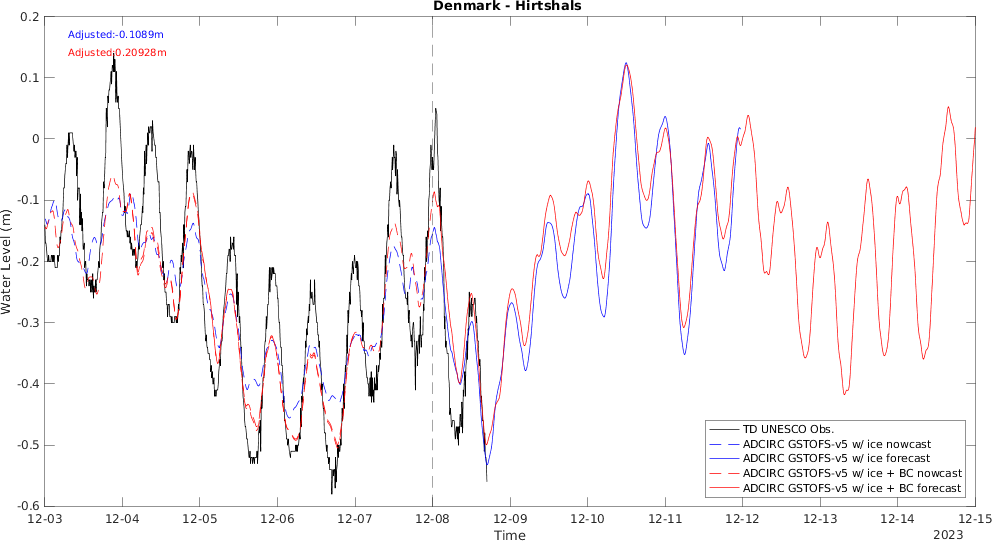 Denmark - Hirtshals
Adjusted:-0.1089m
Adjusted:0.20928m
Water Level (m)
0.2
0.1
0
-0.1
-0.2
-0.3
-0.4
-0.5
-0.6
TD UNESCO Obs.
ADCIRC GSTOFS-v5 w/ ice nowcast
ADCIRC GSTOFS-v5 w/ ice forecast
ADCIRC GSTOFS-v5 w/ ice + BC nowcast
ADCIRC GSTOFS-v5 w/ ice + BC forecast
12-03 12-04 12-05 12-06 12-07 12-08 12-09 12-10 12-11 12-12 12-13 12-14 12-15
Time
2023